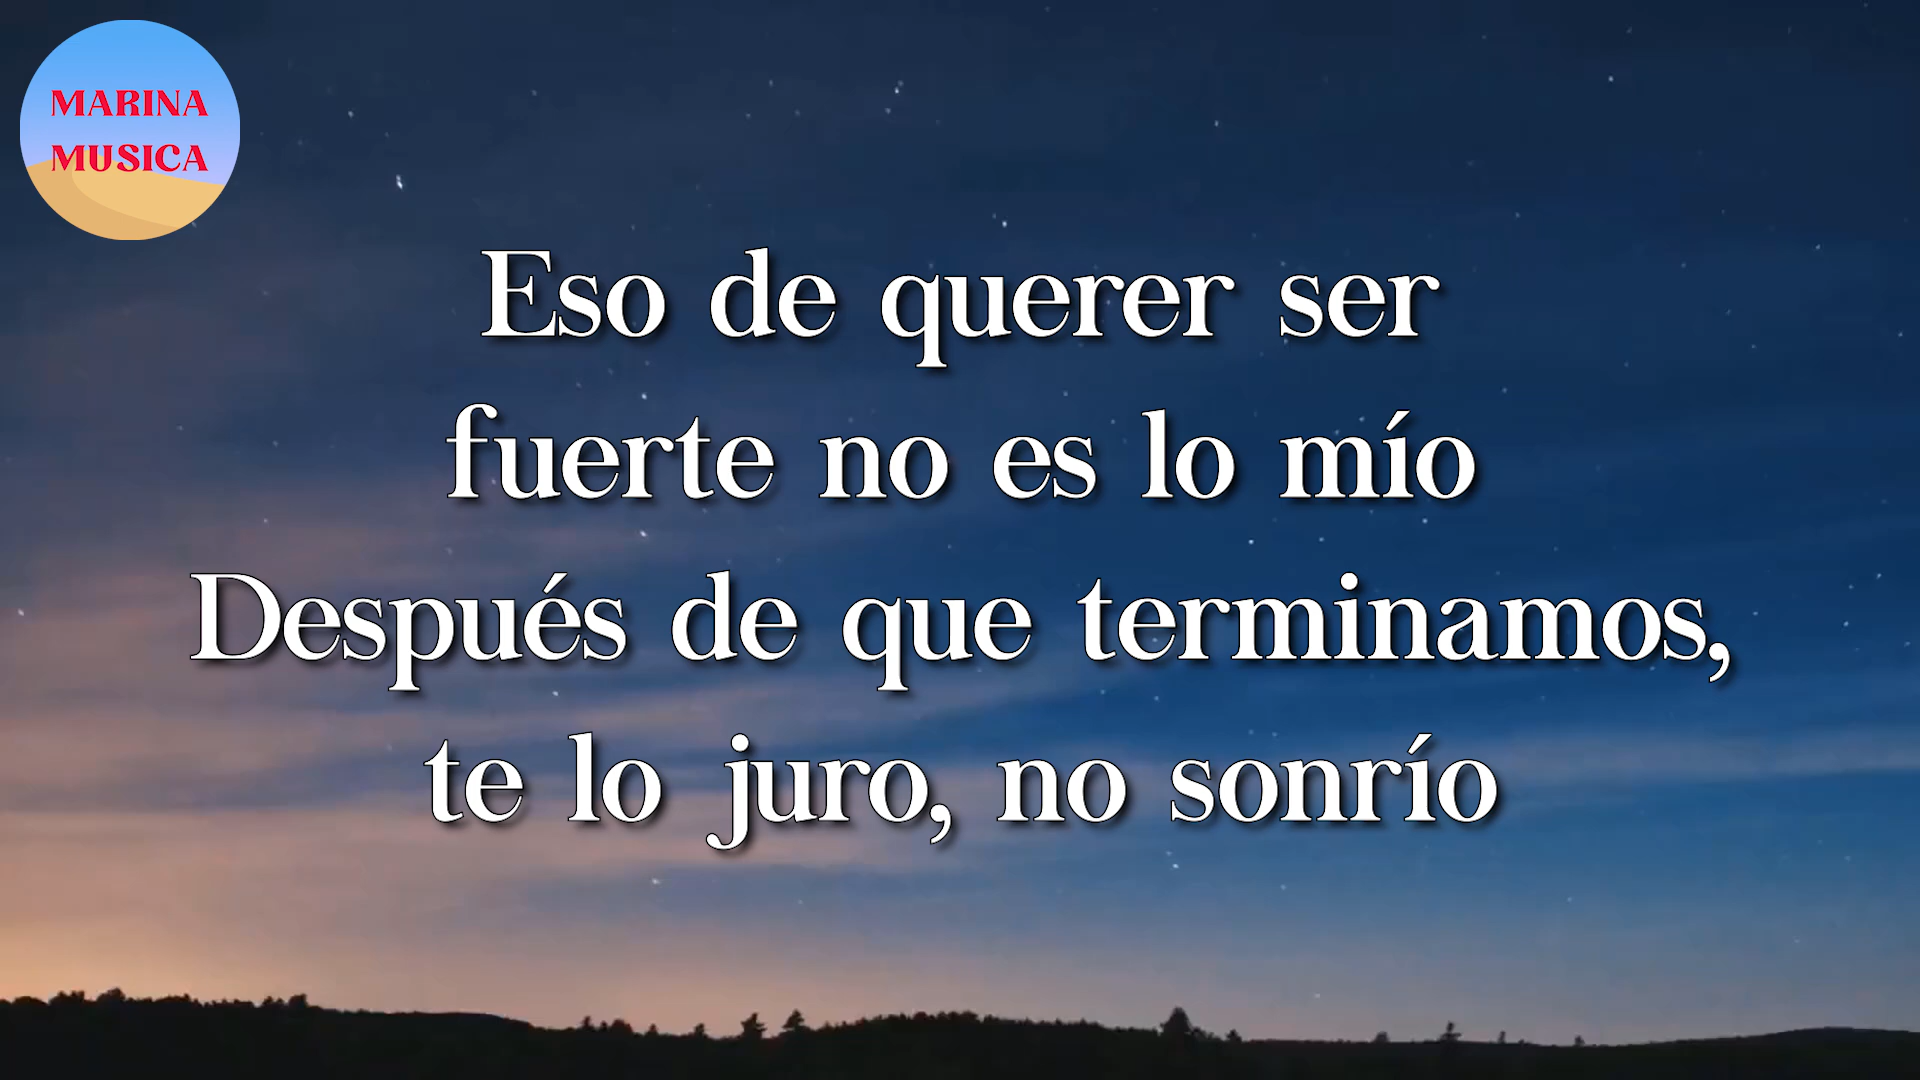 MARINA
MUSICA
Eso de querer ser
fuerte no es lo mío
Después de que terminamos,
te lo juro, no sonrío